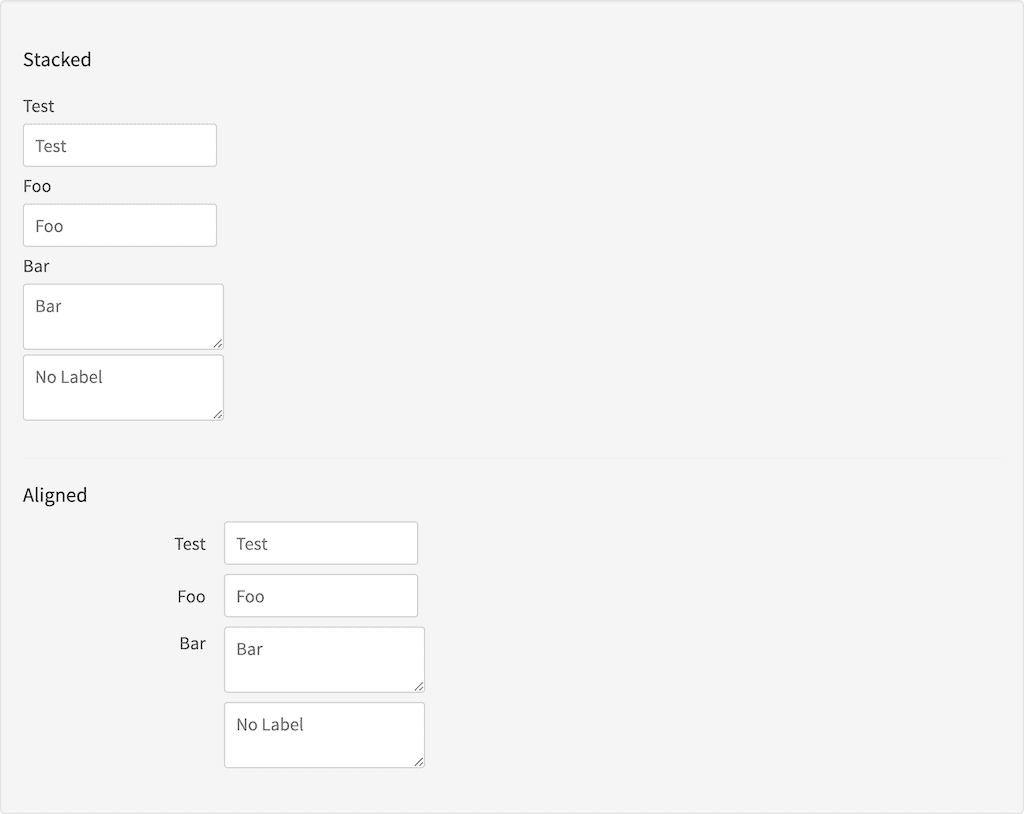 Stacked
Test
Test
Foo
Foo
Bar
Bar
No Label
Aligned
Test Test
Foo Foo
Bar Bar
No Label